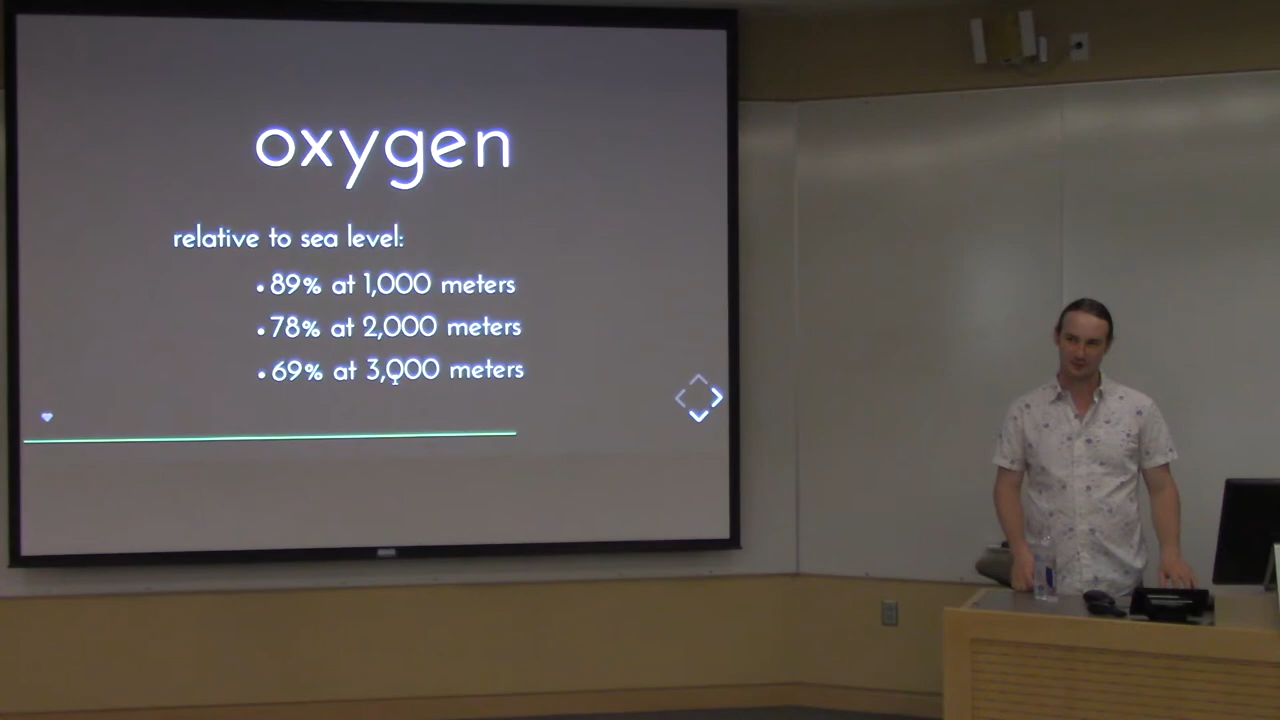 oxygen
relative to sea level:
• 89% at 1,000 meters
• 78% at 2,000 meters
• 69% at 3,000 meters